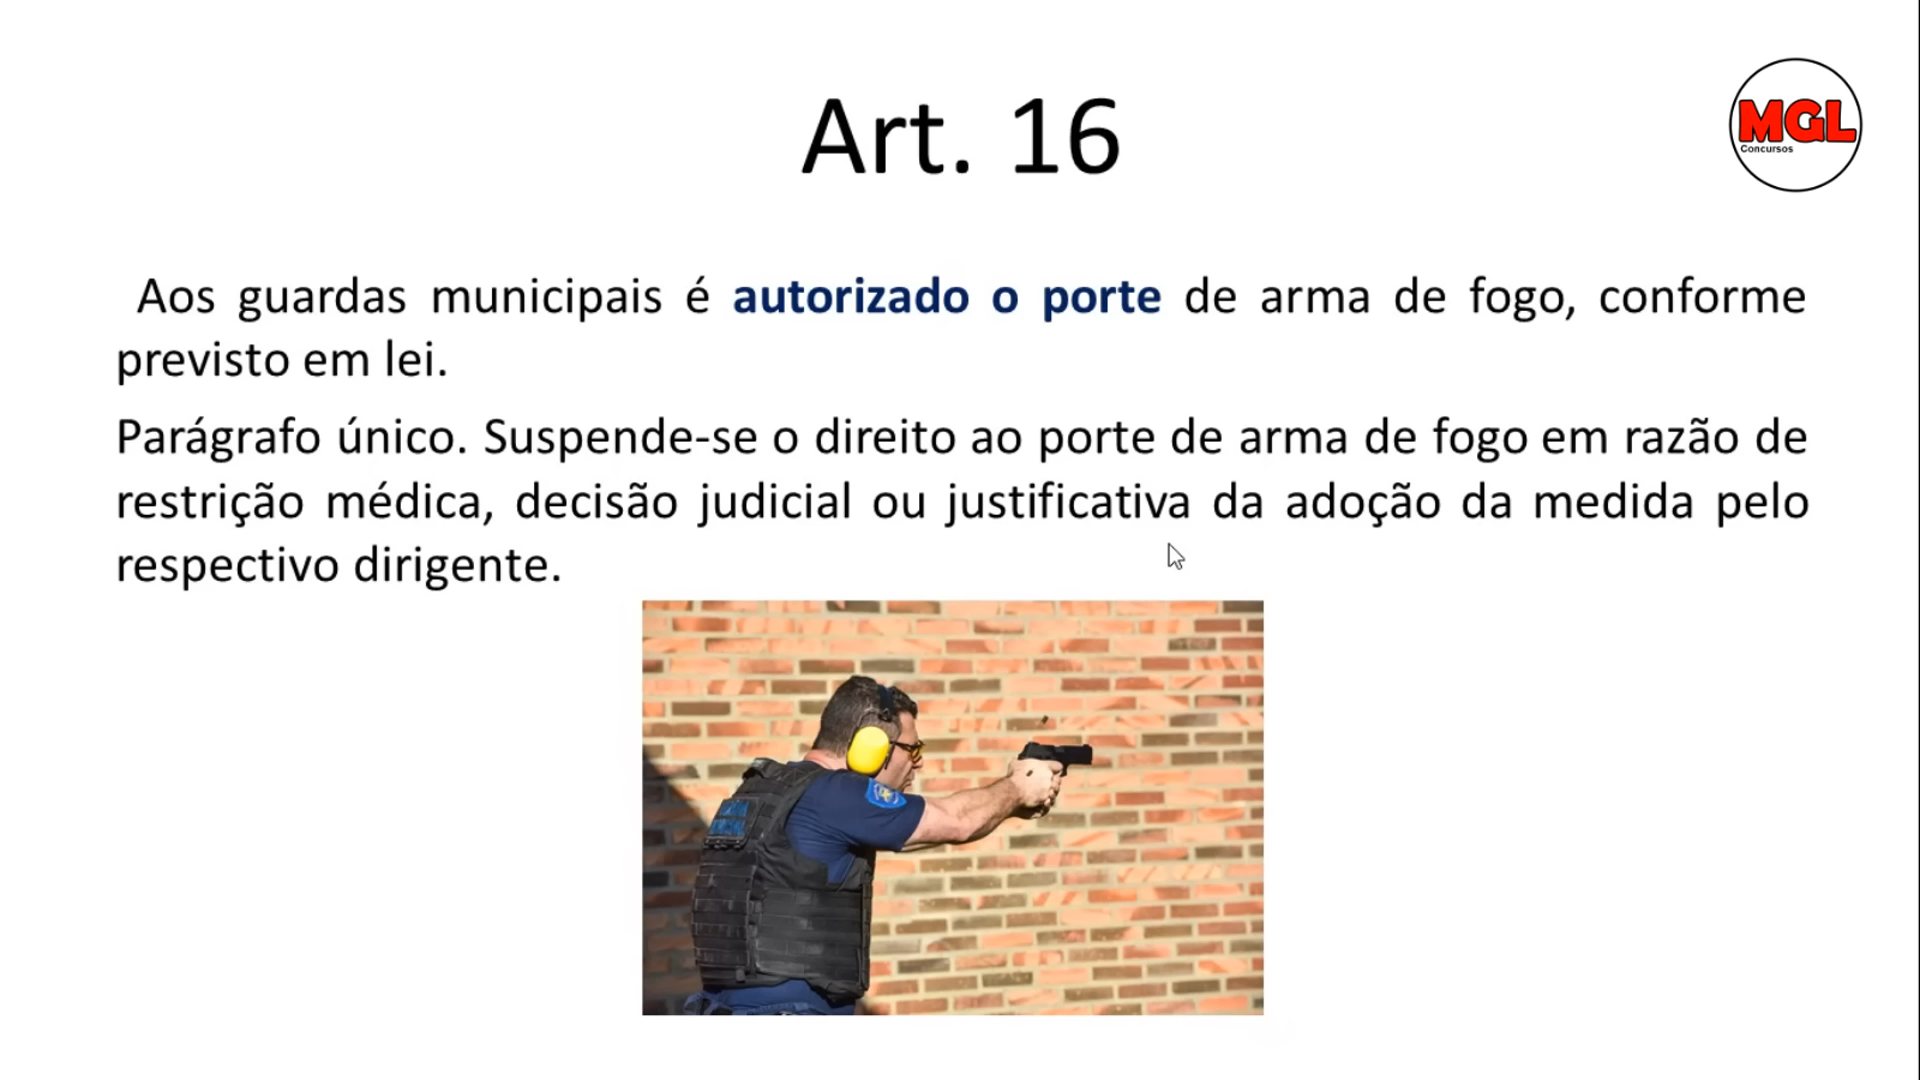 Art. 16
MGL
Concursos
Aos guardas municipais é autorizado o porte de arma de fogo, conforme
previsto em lei.
Parágrafo único. Suspende-se o direito ao porte de arma de fogo em razão de
restrição médica, decisão judicial ou justificativa da adoção da medida pelo
respectivo dirigente.